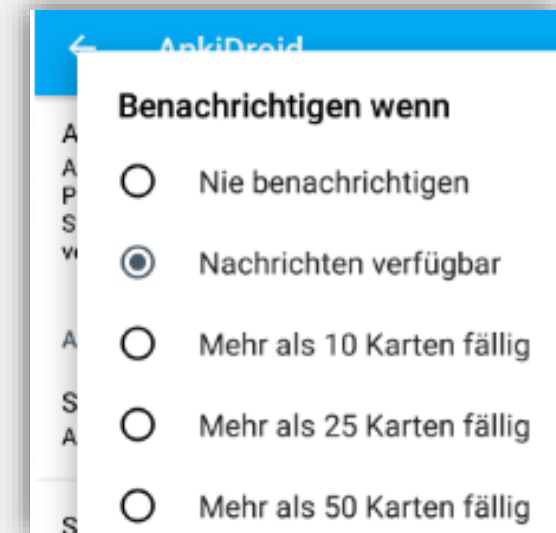 AnkiDroid
Benachrichtigen wenn
A
A
P
S
Nie benachrichtigen
Nachrichten verfügbar
A
Mehr als 10 Karten fällig
S
A
Mehr als 25 Karten fällig
S
Mehr als 50 Karten fällig